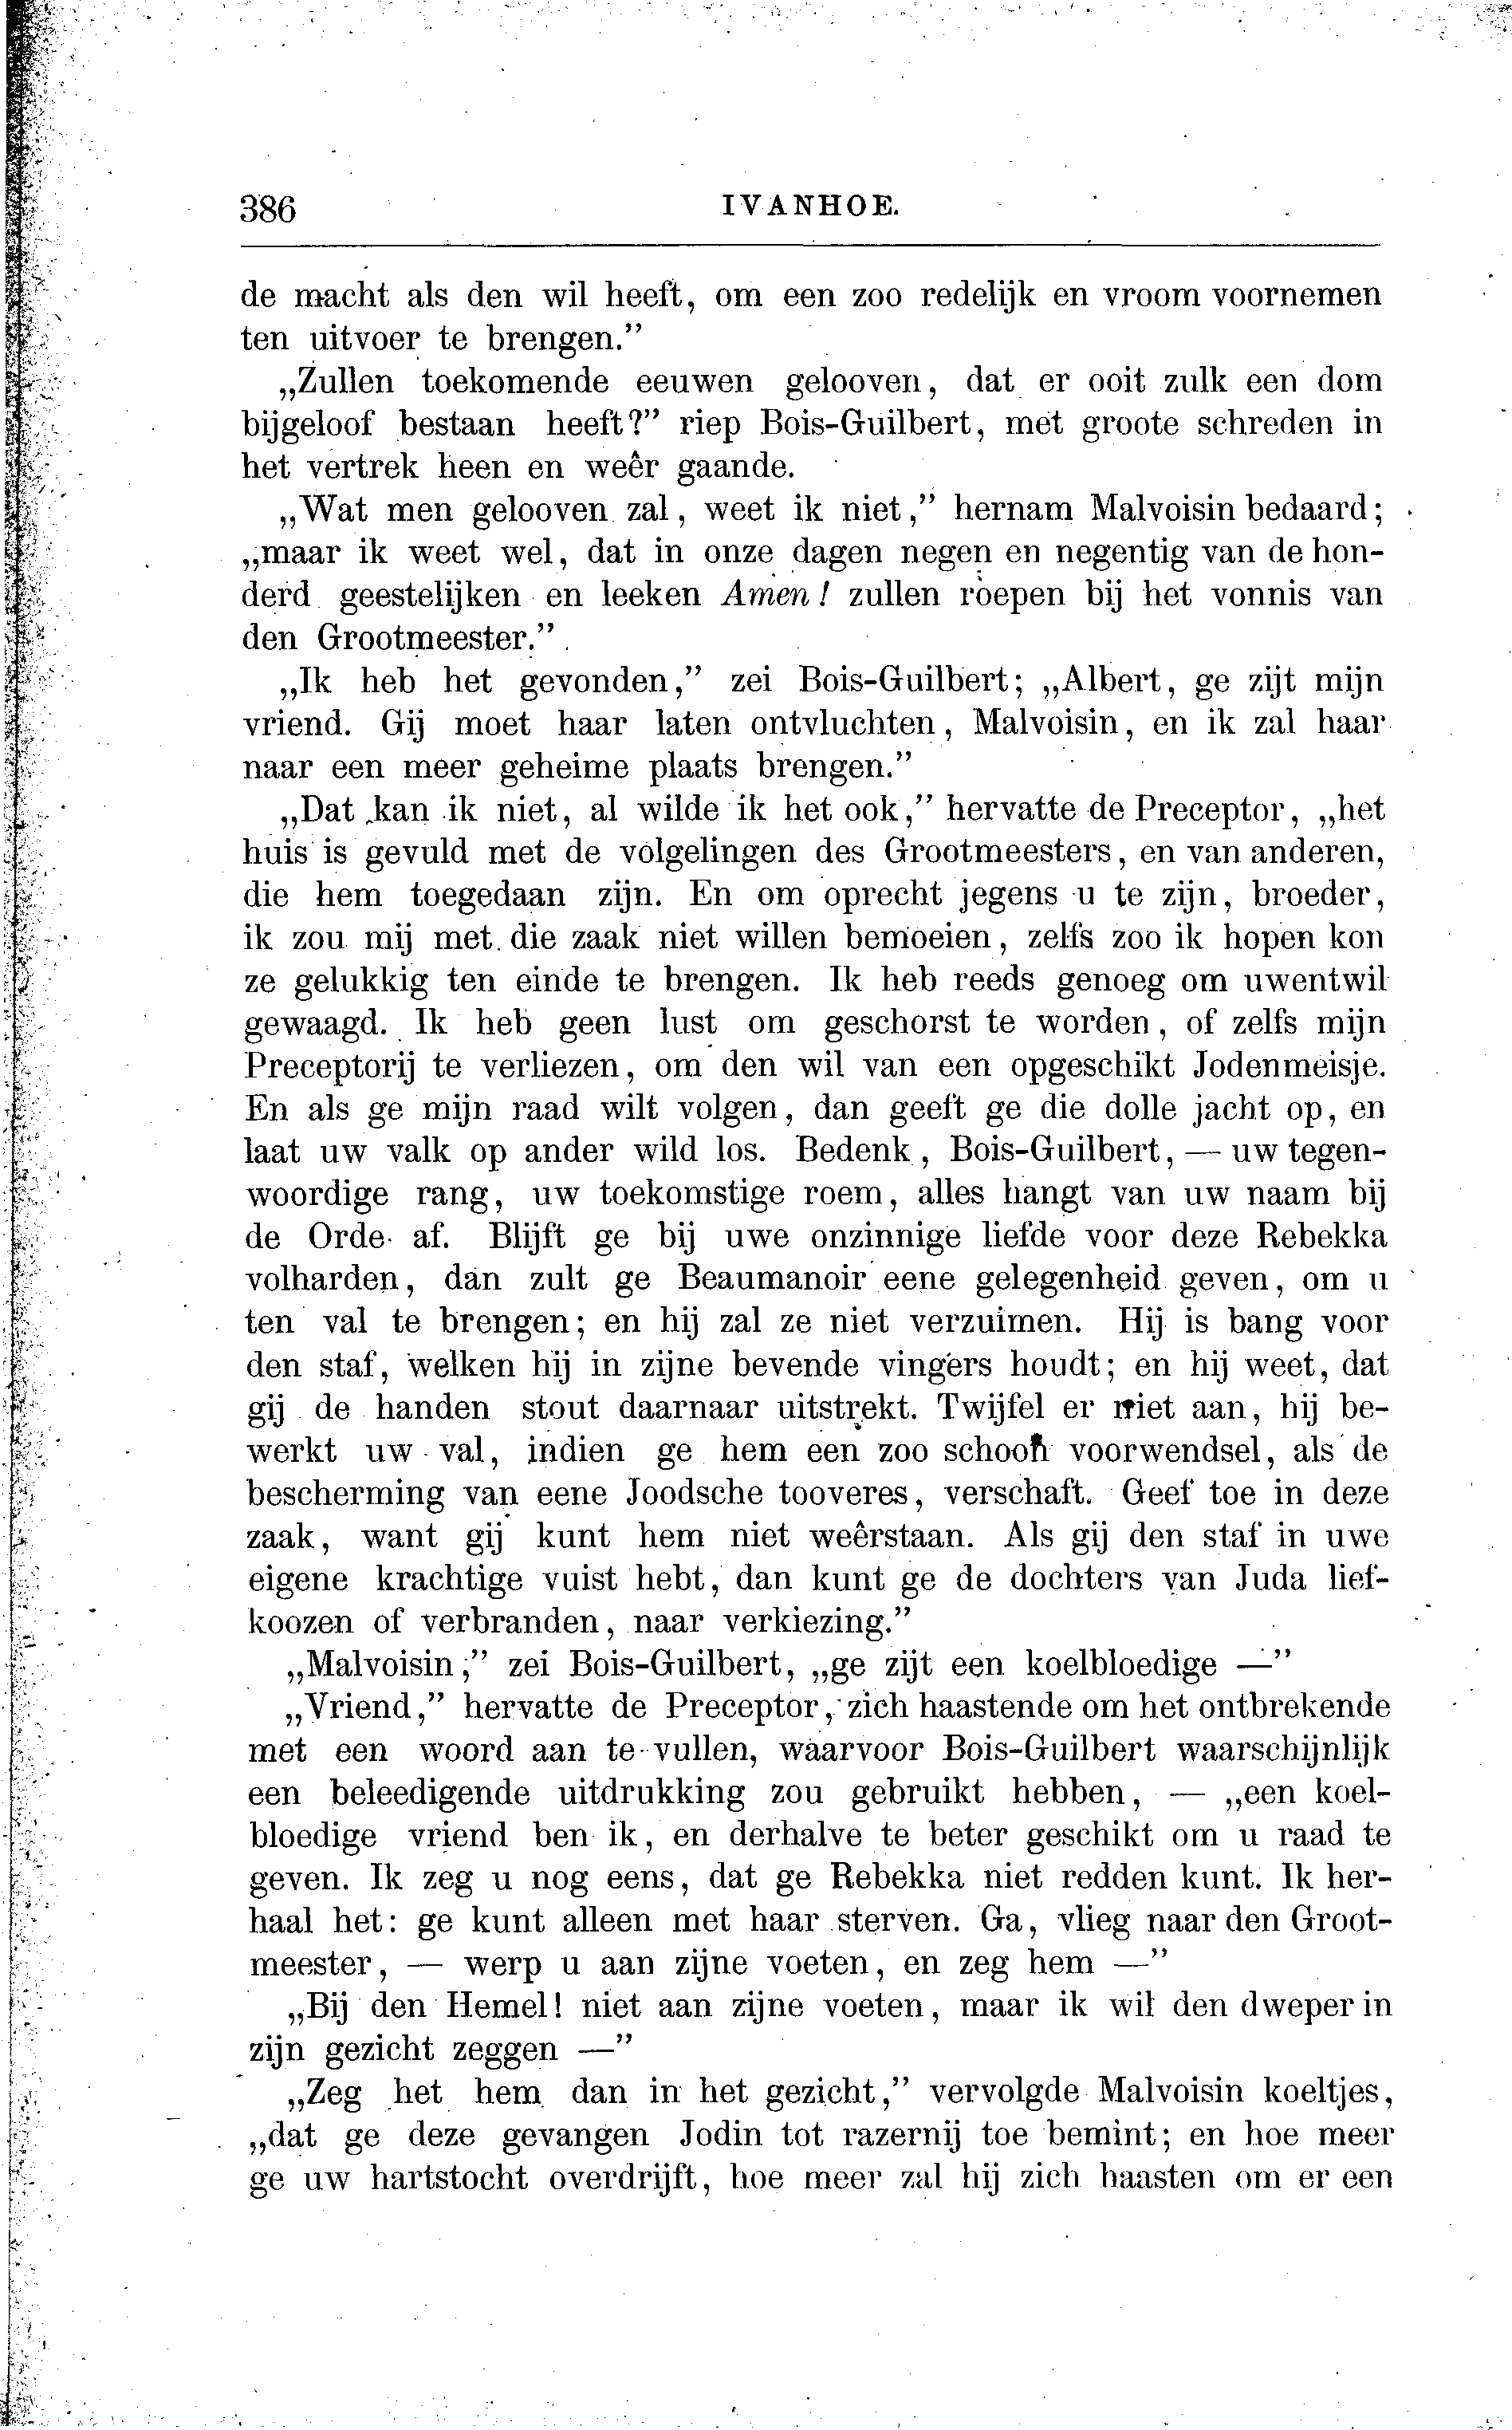 386 IVANHOE.
de macht als den wil heeft, om een zoo redelijk en vroom voornemen
ten uitvoer te brengen.”
„Zullen toekomende eeuwen gelooven, dat er ooit zulk een dom
bijgeloof bestaan heeft?” riep Bois-Guilbert, met groote schreden in
het vertrek heen en weêr gaande.
„Wat men gelooven zal, weet ik niet,” hernam Malvoisin bedaard;
„maar ik weet wel, dat in onze dagen negen en negentig van de hon-
derd geestelijken en leeken Amen! zullen roepen bij het vonnis van
den Grootmeester.”
„Ik heb het gevonden,” zei Bois-Guilbert; „Albert, ge zijt mijn
vriend. Gij moet haar laten ontvluchten, Malvoisin, en ik zal haar
naar een meer geheime plaats brengen.”
„Dat kan ik niet, al wilde ik het ook,” hervatte de Preceptor, „het
huis is gevuld met de volgelingen des Grootmeesters, en van anderen,
die hem toegedaan zijn. En om oprecht jegens u te zijn, broeder,
ik zou mij met die zaak niet willen bemoeien, zelfs zoo ik hopen kon
ze gelukkig ten einde te brengen. Ik heb reeds genoeg om uwentwil
gewaagd. Ik heb geen lust om geschorst te worden, of zelfs mijn
Preceptorij te verliezen, om den wil van een opgeschikt Jodenmeisje.
En als ge mijn raad wilt volgen, dan geeft ge die dolle jacht op, en
laat uw valk op ander wild los. Bedenk, Bois-Guilbert, — uw tegen-
woordige rang, uw toekomstige roem, alles hangt van uw naam bij
de Orde af. Blijft ge bij uwe onzinnige liefde voor deze Rebekka
volharden, dan zult ge Beaumanoir eene gelegenheid geven, om u
ten val te brengen; en hij zal ze niet verzuimen. Hij is bang voor
den staf, welken hij in zijne bevende vingers houdt; en hij weet, dat
gij de handen stout daarnaar uitstrekt. Twijfel er niet aan, hij be-
werkt uw val, indien ge hem een zoo schoon voorwendsel, als de
bescherming van eene Joodsche tooveres, verschaft. Geef toe in deze
zaak, want gij kunt hem niet weêrstaan. Als gij den staf in uwe
eigene krachtige vuist hebt, dan kunt ge de dochters van Juda lief-
koozen of verbranden, naar verkiezing.”
„Malvoisin,” zei Bois-Guilbert, „ge zijt een koelbloedige —”
„Vriend,” hervatte de Preceptor, zich haastende om het ontbrekende
met een woord aan te vullen, waarvoor Bois-Guilbert waarschijnlijk
een beleedigende uitdrukking zou gebruikt hebben, — „een koel-
bloedige vriend ben ik, en derhalve te beter geschikt om u raad te
geven. Ik zeg u nog eens, dat ge Rebekka niet redden kunt. Ik her-
haal het: ge kunt alleen met haar sterven. Ga, vlieg naar den Groot-
meester, — werp u aan zijne voeten, en zeg hem —”
„Bij den Hemel! niet aan zijne voeten, maar ik wil den dweper in
zijn gezicht zeggen —”
„Zeg het hem dan in het gezicht,” vervolgde Malvoisin koeltjes,
„dat ge deze gevangen Jodin tot razernij toe bemint; en hoe meer
ge uw hartstocht overdrijft, hoe meer zal hij zich haasten om er een